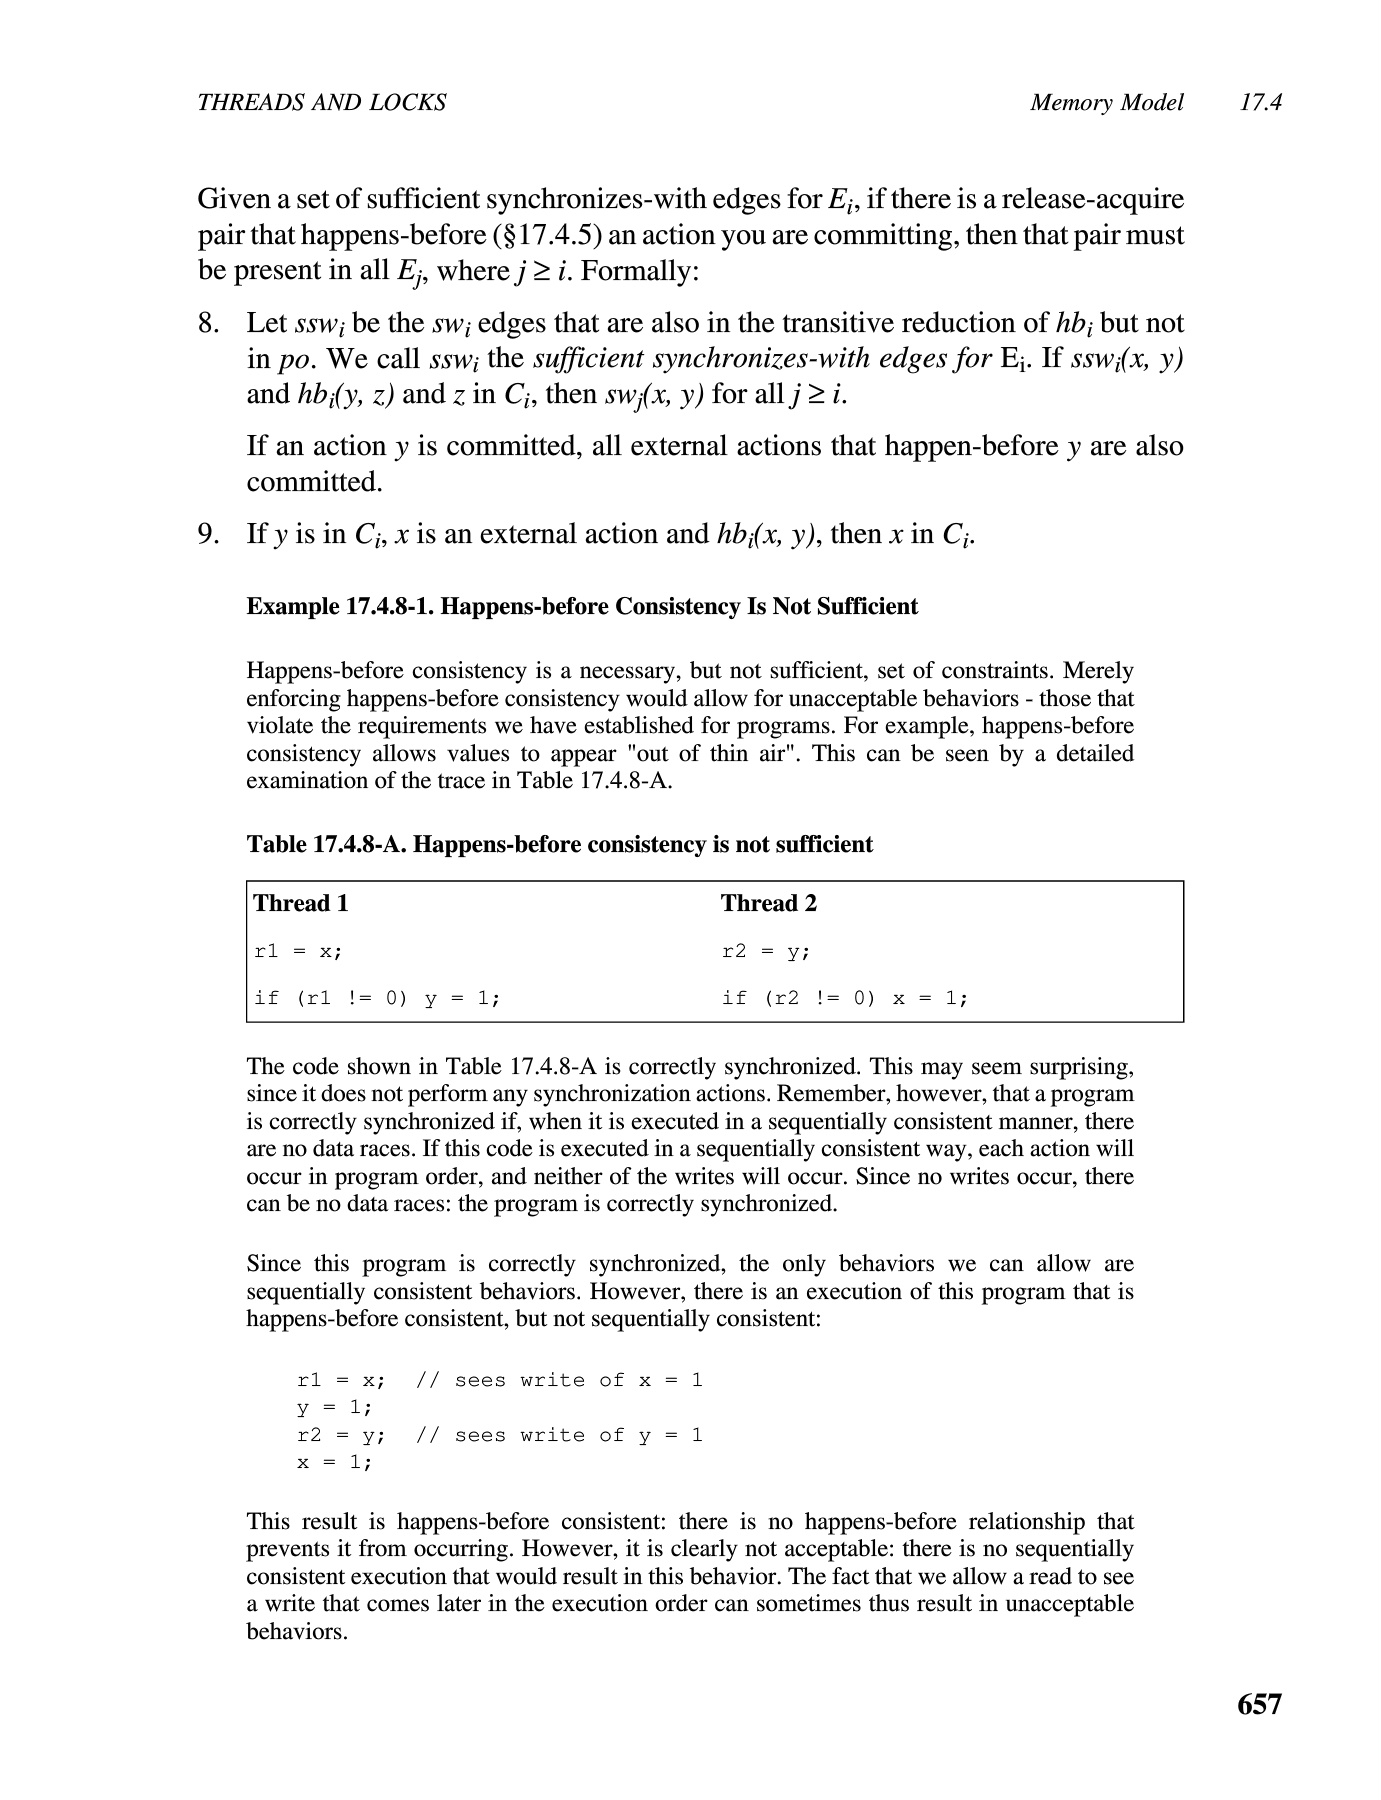 THREADS AND LOCKS Memory Model 17.4
Given a set of sufficient synchronizes-with edges for Ei, if there is a release-acquire
pair that happens-before (§17.4.5) an action you are committing, then that pair must
be present in all Ej, where j ≥ i. Formally:
8. Let sswi be the swi edges that are also in the transitive reduction of hbi but not
in po. We call sswi the sufficient synchronizes-with edges for Ei. If sswi(x, y)
and hbi(y, z) and z in Ci, then swj(x, y) for all j ≥ i.
If an action y is committed, all external actions that happen-before y are also
committed.
9. If y is in Ci, x is an external action and hbi(x, y), then x in Ci.
Example 17.4.8-1. Happens-before Consistency Is Not Sufficient
Happens-before consistency is a necessary, but not sufficient, set of constraints. Merely
enforcing happens-before consistency would allow for unacceptable behaviors - those that
violate the requirements we have established for programs. For example, happens-before
consistency allows values to appear "out of thin air". This can be seen by a detailed
examination of the trace in Table 17.4.8-A.
Table 17.4.8-A. Happens-before consistency is not sufficient
Thread 1 Thread 2
r1 = x; r2 = y;
if (r1 != 0) y = 1; if (r2 != 0) x = 1;
The code shown in Table 17.4.8-A is correctly synchronized. This may seem surprising,
since it does not perform any synchronization actions. Remember, however, that a program
is correctly synchronized if, when it is executed in a sequentially consistent manner, there
are no data races. If this code is executed in a sequentially consistent way, each action will
occur in program order, and neither of the writes will occur. Since no writes occur, there
can be no data races: the program is correctly synchronized.
Since this program is correctly synchronized, the only behaviors we can allow are
sequentially consistent behaviors. However, there is an execution of this program that is
happens-before consistent, but not sequentially consistent:
r1 = x; // sees write of x = 1
y = 1;
r2 = y; // sees write of y = 1
x = 1;
This result is happens-before consistent: there is no happens-before relationship that
prevents it from occurring. However, it is clearly not acceptable: there is no sequentially
consistent execution that would result in this behavior. The fact that we allow a read to see
a write that comes later in the execution order can sometimes thus result in unacceptable
behaviors.
657